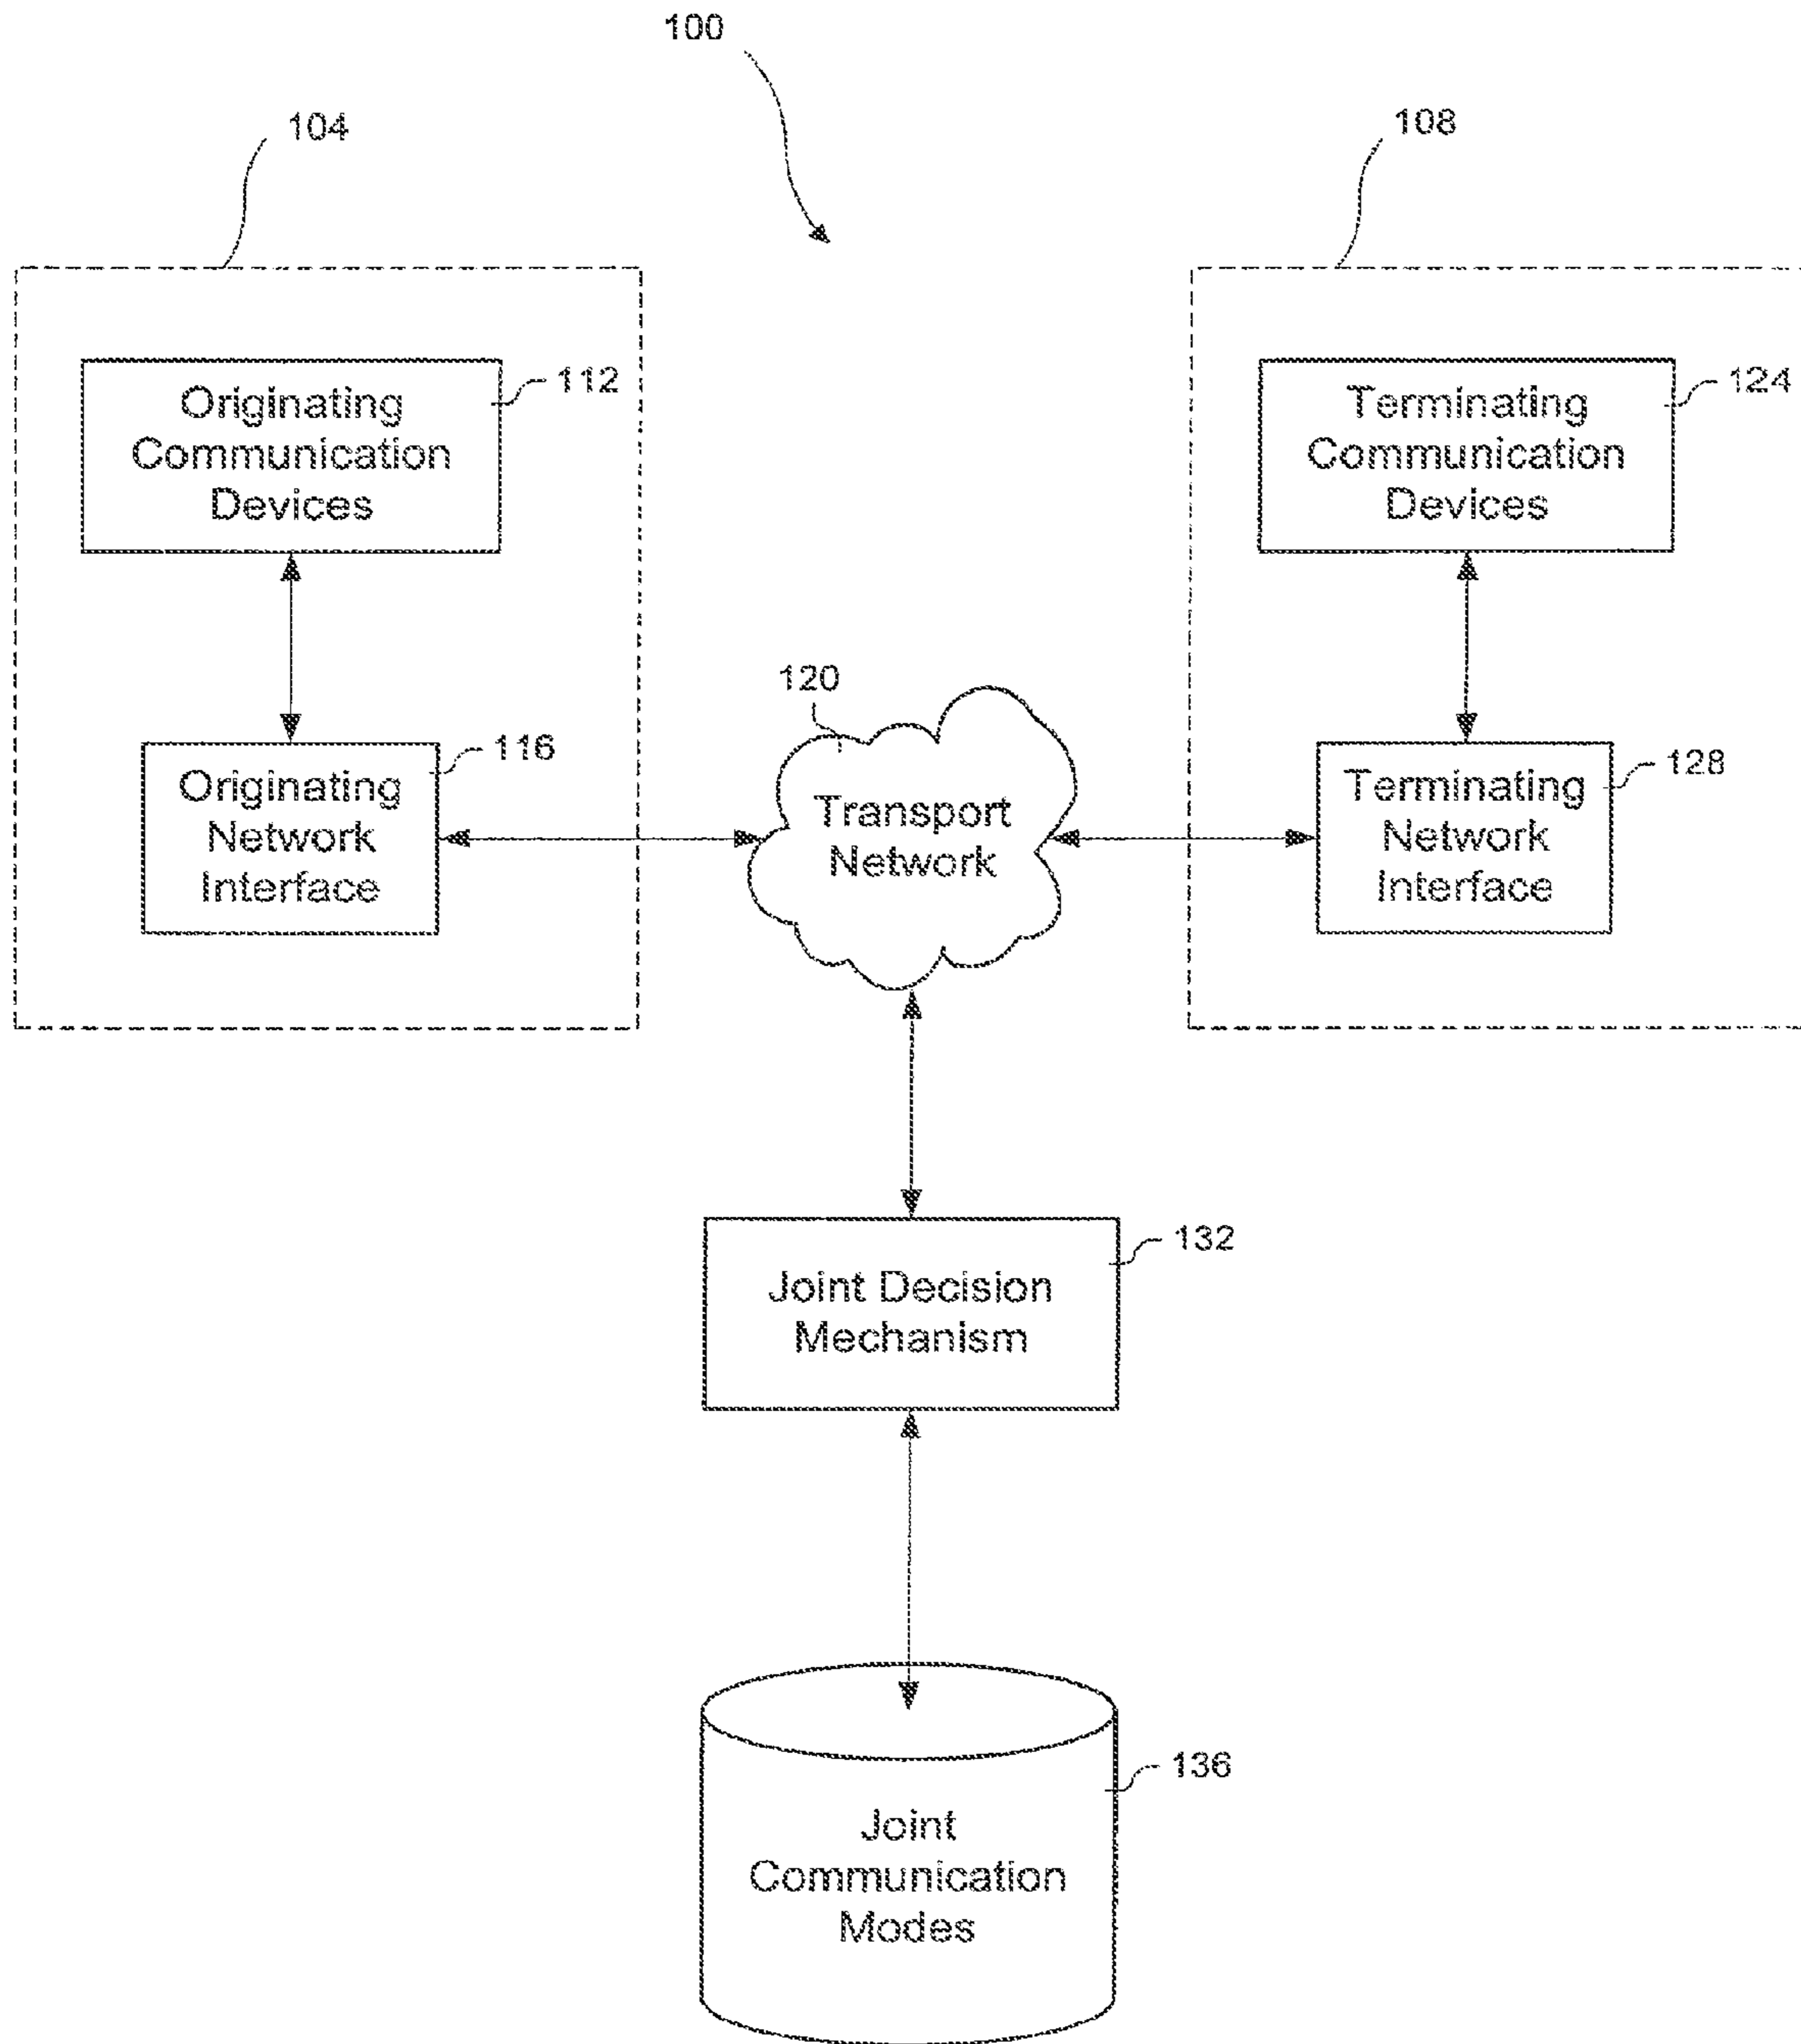 100
104
108
Originating
Communication
Devices
112
Terminating
Communication
Devices
124
Originating
Network
Interface
116
120
Transport
Network
Terminating
Network
Interface
128
Joint Decision
Mechanism
132
Joint
Communication
Modes
136